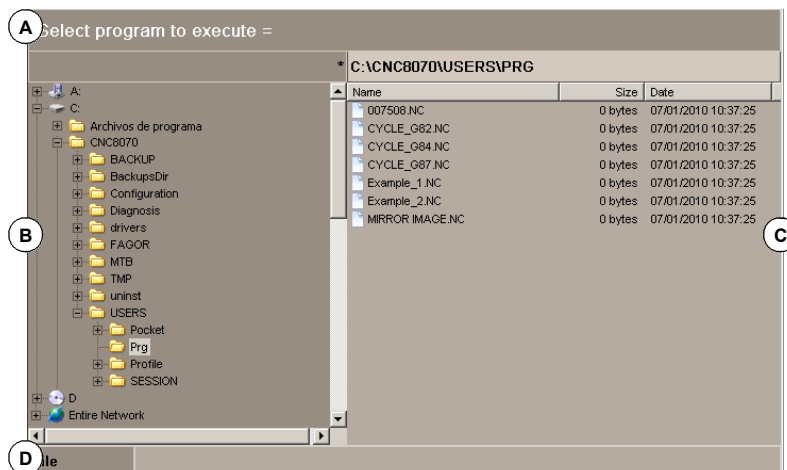 A
Select program to execute =
* C:\CNC8070\USERS\PRG
Name Size Date
A:
C:
Archivos de programa
CNC8070
BACKUP
BackupsDir
Configuration
Diagnosis
drivers
FAGOR
MTB
TMP
uninst
USERS
Pocket
Prg
Profile
SESSION
D
Entire Network
007508.NC 0 bytes 07/01/2010 10:37:25
CYCLE_G82.NC 0 bytes 07/01/2010 10:37:25
CYCLE_G84.NC 0 bytes 07/01/2010 10:37:25
CYCLE_G87.NC 0 bytes 07/01/2010 10:37:25
Example_1.NC 0 bytes 07/01/2010 10:37:25
Example_2.NC 0 bytes 07/01/2010 10:37:25
MIRROR IMAGE.NC 0 bytes 07/01/2010 10:37:25
B
C
D
ile